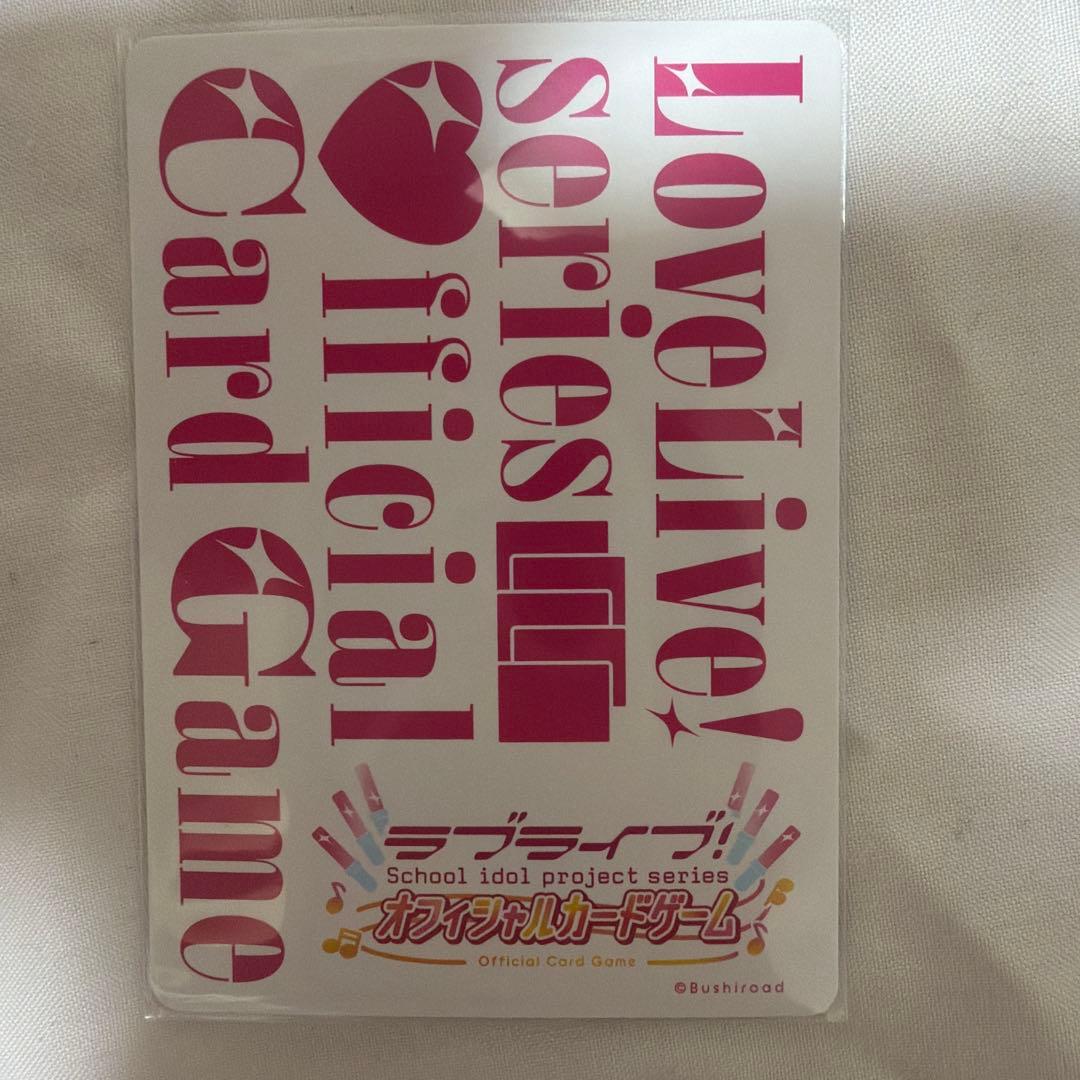 LoveLive!
series
♥fficial
Card Game
ラブライブ!
School idol project series
オフィシャルカードゲーム
Official Card Game
©Bushiroad